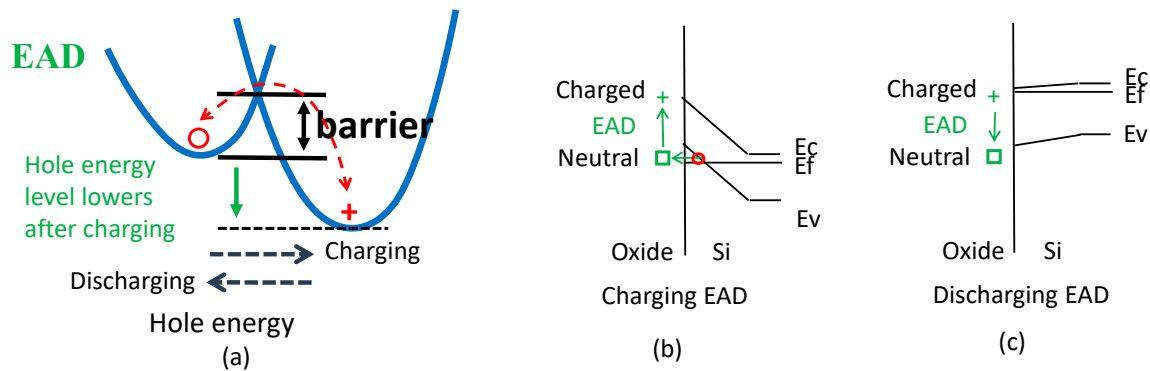 EAD
barrier
Hole energy
level lowers
after charging
+
Charging
Discharging
Hole energy
(a)
Charged +
EAD
Neutral
Ec
Ef
Ev
Oxide Si
Charging EAD
(b)
Charged +
EAD
Neutral
Ec
Ef
Ev
Oxide Si
Discharging EAD
(c)